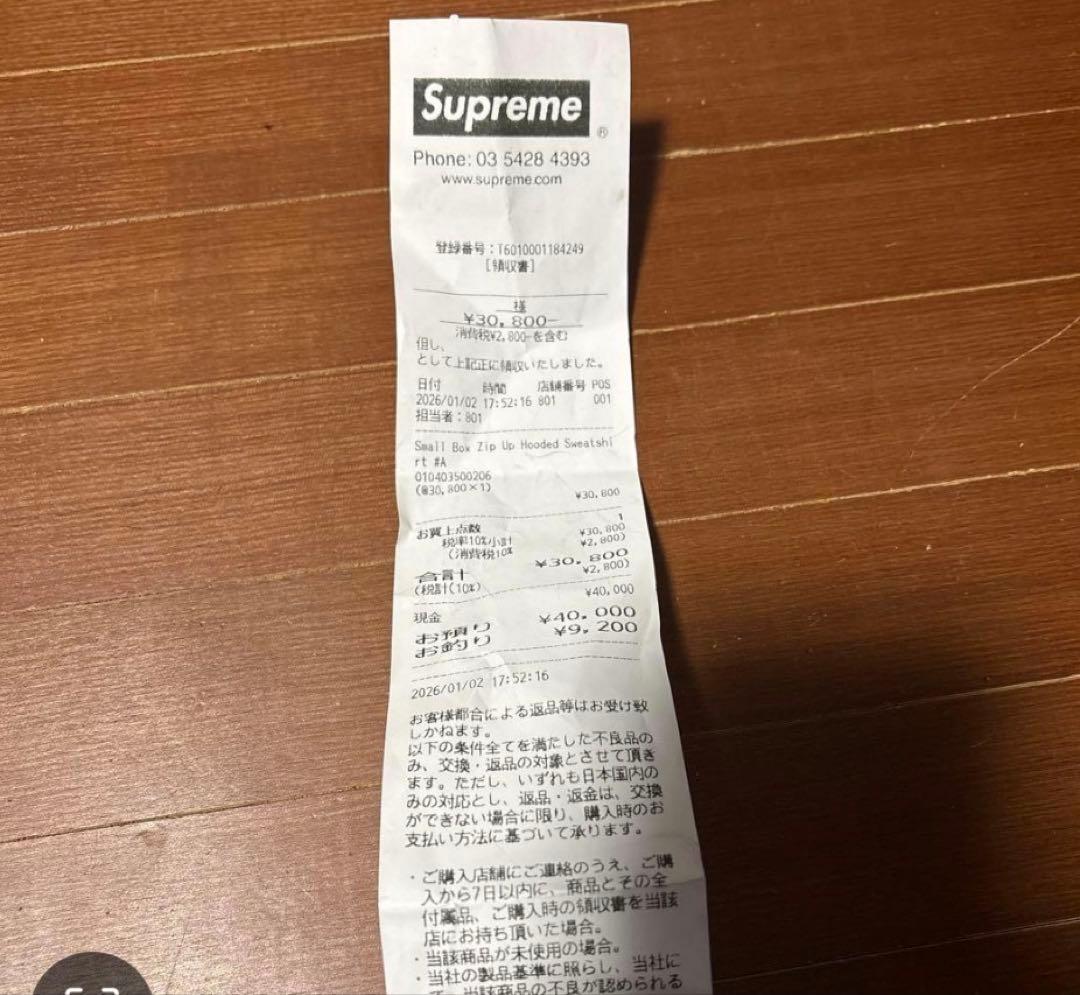 Supreme
®
Phone: 03 5428 4393
www.supreme.com
登録番号：T6010001184249
[領収書]
様
¥30,800-
消費税¥2,800-を含む
但し、
として上記正に領収いたしました。
日付 時間 店舗番号 POS
2026/01/02 17:52:16 801 001
担当者：801
Small Box Zip Up Hooded Sweatshi
rt #A
010403500206
(@30,800×1) ¥30,800
お買上点数 1
税率10%小計 ¥30,800
(消費税10% ¥2,800)
合計 ¥30,800
(税計(10%) ¥2,800)
現金 ¥40,000
お預り ¥40,000
お釣り ¥9,200
2026/01/02 17:52:16
お客様都合による返品等はお受け致
しかねます。
以下の条件全てを満たした不良品の
み、交換・返品の対象とさせて頂き
ます。ただし、いずれも日本国内の
みの対応とし、返品・返金は、交換
ができない場合に限り、購入時のお
支払い方法に基づいて承ります。
・ご購入店舗にご連絡のうえ、ご購
入から7日以内に、商品とその全
付属品、ご購入時の領収書を当該
店にお持ち頂いた場合。
・当該商品が未使用の場合。
・当社の製品基準に照らし、当社に
て、当該商品の不良が認められる